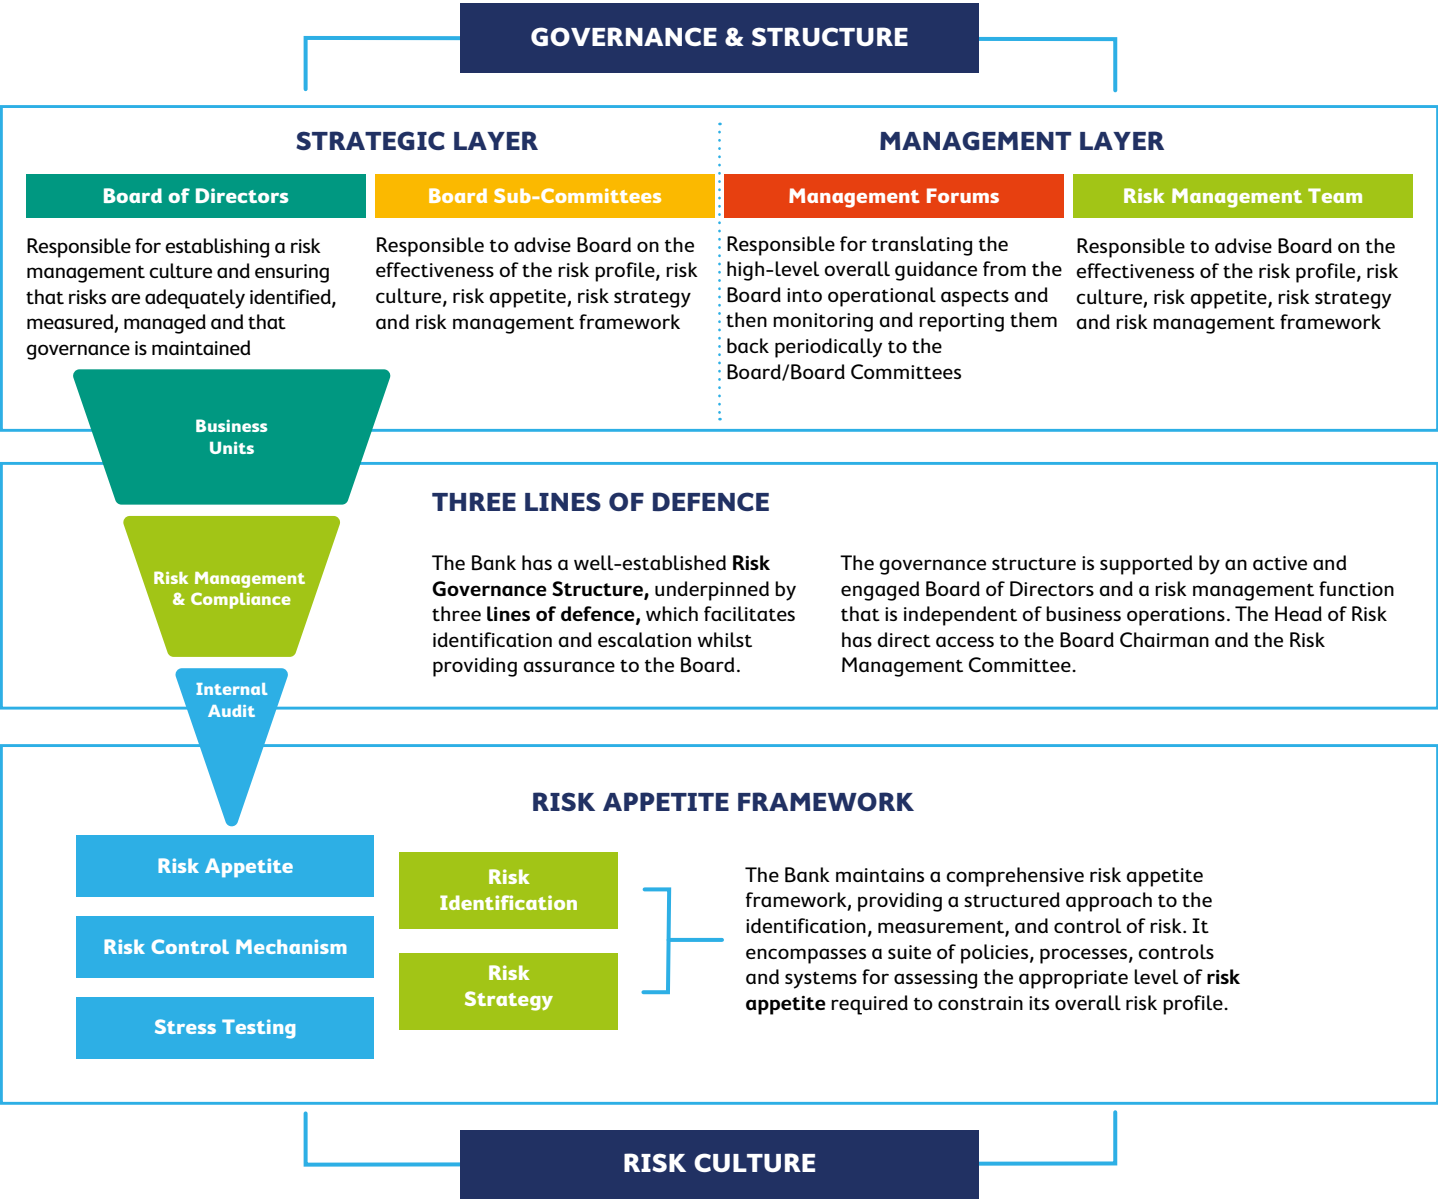 GOVERNANCE & STRUCTURE
STRATEGIC LAYER
Board of Directors
Responsible for establishing a risk
management culture and ensuring
that risks are adequately identified,
measured, managed and that
governance is maintained
Board Sub-Committees
Responsible to advise Board on the
effectiveness of the risk profile, risk
culture, risk appetite, risk strategy
and risk management framework
MANAGEMENT LAYER
Management Forums
Responsible for translating the
high-level overall guidance from the
Board into operational aspects and
then monitoring and reporting them
back periodically to the
Board/Board Committees
Risk Management Team
Responsible to advise Board on the
effectiveness of the risk profile, risk
culture, risk appetite, risk strategy
and risk management framework
Business
Units
Risk Management
& Compliance
Internal
Audit
THREE LINES OF DEFENCE
The Bank has a well-established Risk
Governance Structure, underpinned by
three lines of defence, which facilitates
identification and escalation whilst
providing assurance to the Board.
The governance structure is supported by an active and
engaged Board of Directors and a risk management function
that is independent of business operations. The Head of Risk
has direct access to the Board Chairman and the Risk
Management Committee.
RISK APPETITE FRAMEWORK
Risk Appetite
Risk Control Mechanism
Stress Testing
Risk
Identification
Risk
Strategy
The Bank maintains a comprehensive risk appetite
framework, providing a structured approach to the
identification, measurement, and control of risk. It
encompasses a suite of policies, processes, controls
and systems for assessing the appropriate level of risk
appetite required to constrain its overall risk profile.
RISK CULTURE